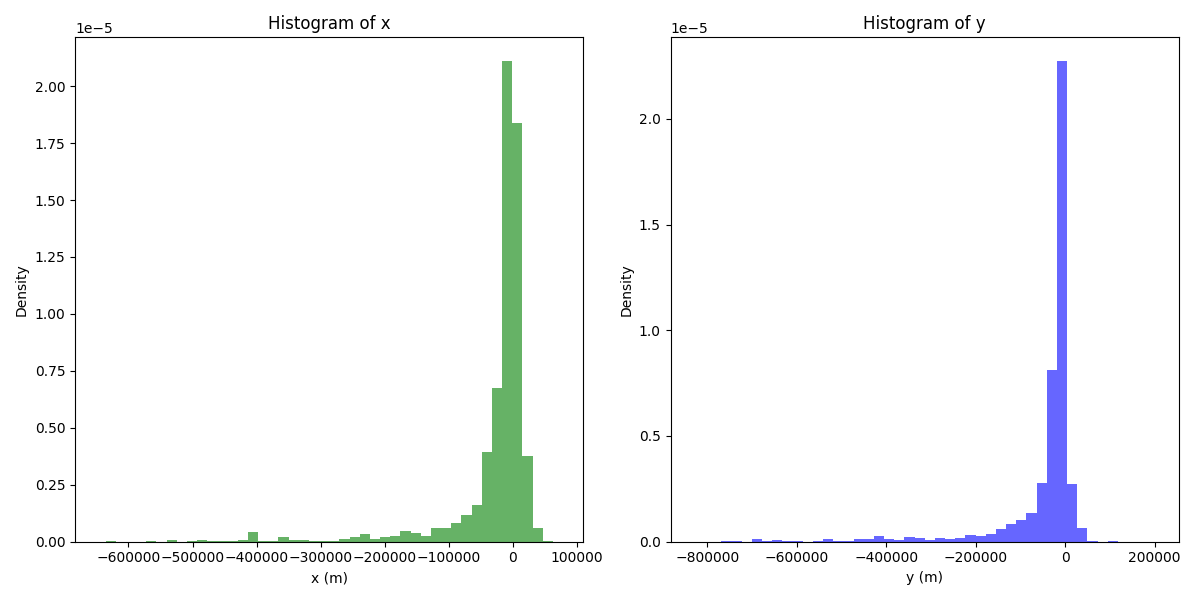 Histogram of x
1e−5
2.00
1.75
1.50
1.25
1.00
0.75
0.50
0.25
0.00
Density
−600000 −500000 −400000 −300000 −200000 −100000 0 100000
x (m)
Histogram of y
1e−5
2.0
1.5
1.0
0.5
0.0
Density
−800000 −600000 −400000 −200000 0 200000
y (m)